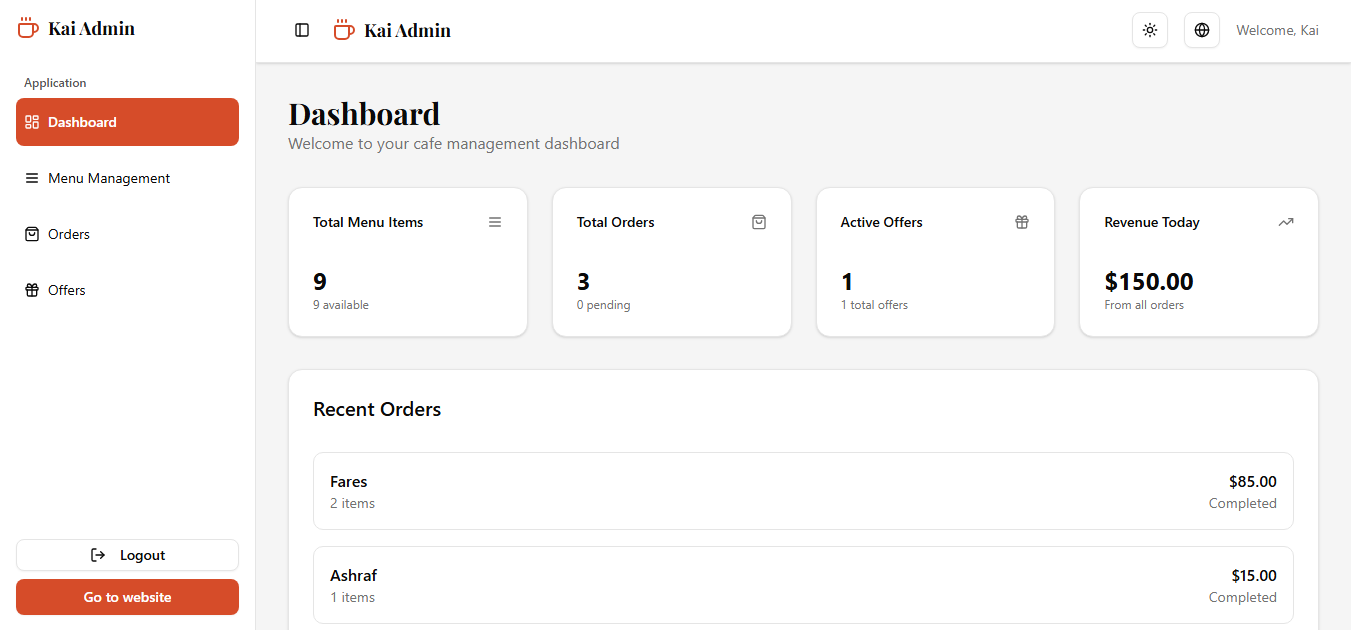 Kai Admin
Application
Dashboard
Menu Management
Orders
Offers
Logout
Go to website
Kai Admin
Welcome, Kai
Dashboard
Welcome to your cafe management dashboard
Total Menu Items
9
9 available
Total Orders
3
0 pending
Active Offers
1
1 total offers
Revenue Today
$150.00
From all orders
Recent Orders
Fares
$85.00
2 items
Completed
Ashraf
$15.00
1 items
Completed